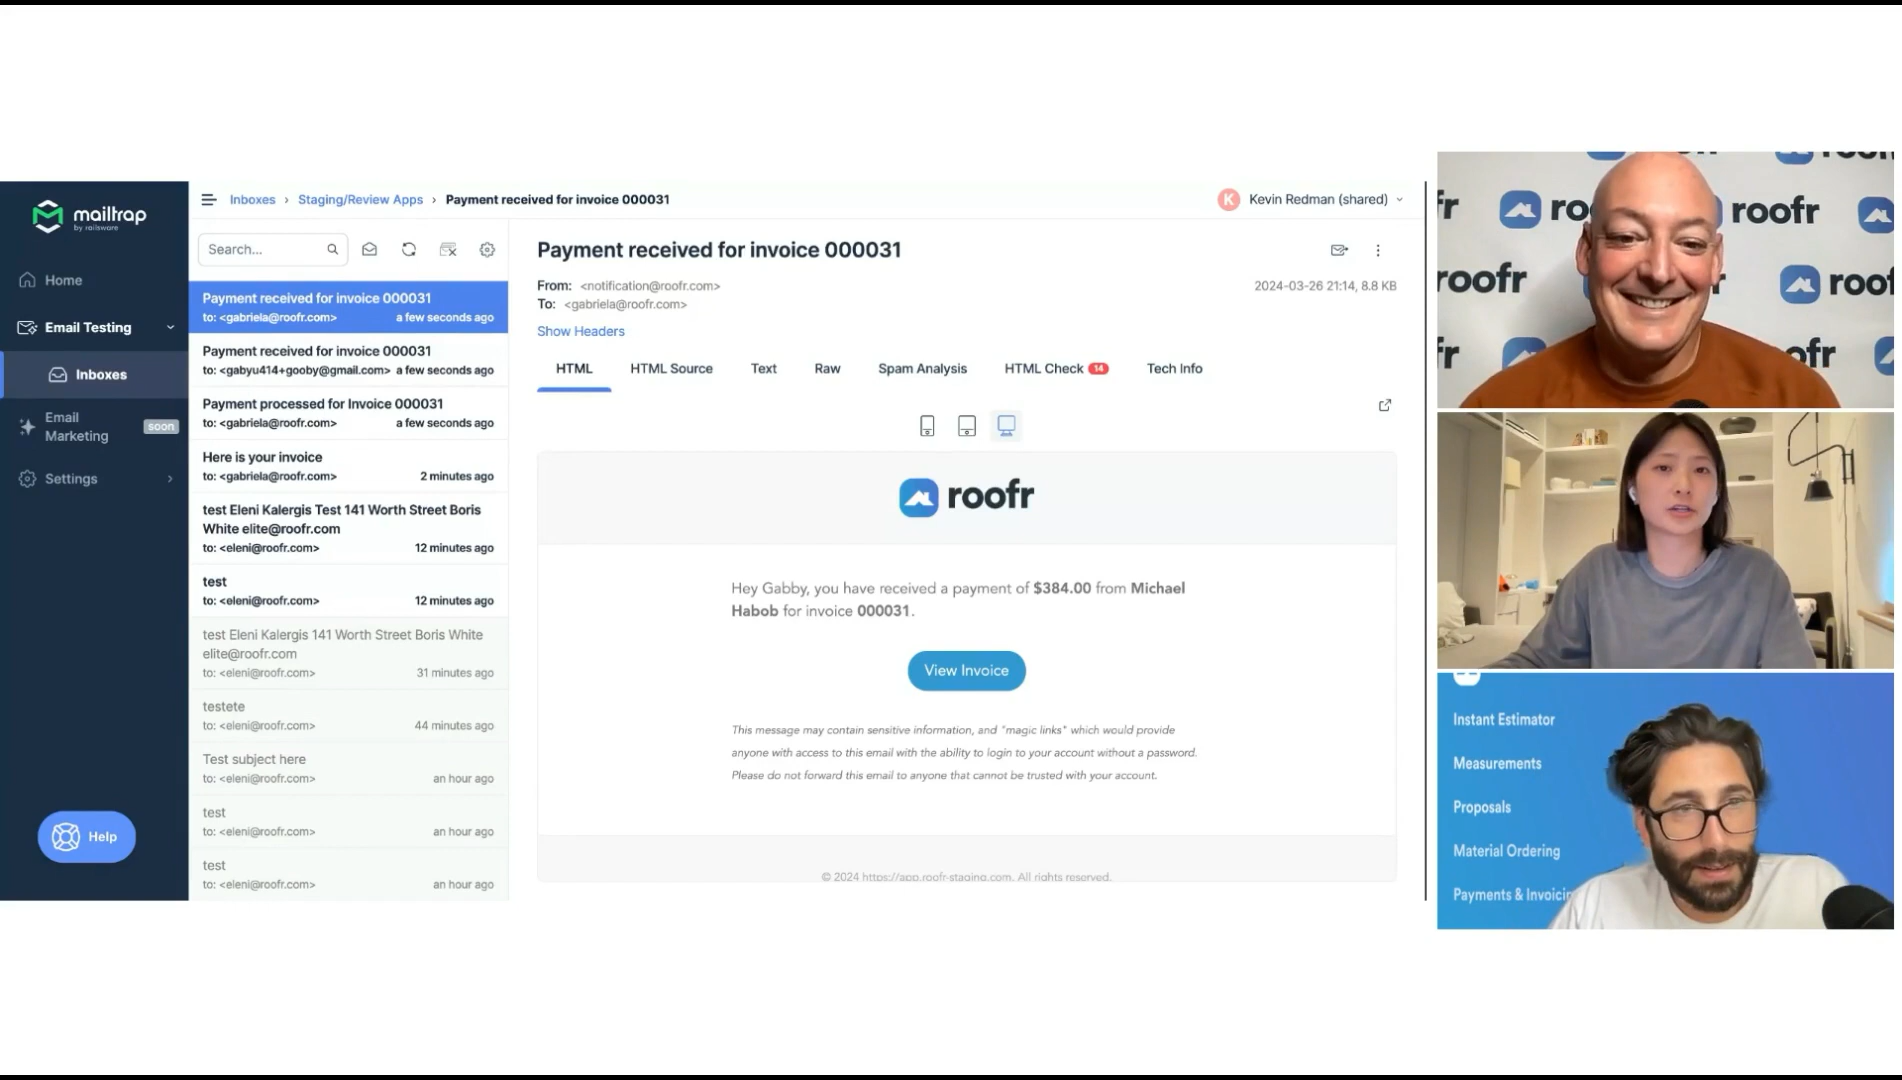 mailtrap
by railsware
Home
Email Testing
Inboxes
Email
Marketing
soon
Settings
Help
Inboxes › Staging/Review Apps › Payment received for invoice 000031
K Kevin Redman (shared)
Search...
Payment received for invoice 000031
to: <gabriela@roofr.com> a few seconds ago
Payment received for invoice 000031
to: <gabyu414+gooby@gmail.com> a few seconds ago
Payment processed for Invoice 000031
to: <gabriela@roofr.com> a few seconds ago
Here is your invoice
to: <gabriela@roofr.com> 2 minutes ago
test Eleni Kalergis Test 141 Worth Street Boris
White elite@roofr.com
to: <eleni@roofr.com> 12 minutes ago
test
to: <eleni@roofr.com> 12 minutes ago
test Eleni Kalergis 141 Worth Street Boris White
elite@roofr.com
to: <eleni@roofr.com> 31 minutes ago
testete
to: <eleni@roofr.com> 44 minutes ago
Test subject here
to: <eleni@roofr.com> an hour ago
test
to: <eleni@roofr.com> an hour ago
test
to: <eleni@roofr.com> an hour ago
Payment received for invoice 000031
From: <notification@roofr.com>
2024-03-26 21:14, 8.8 KB
To: <gabriela@roofr.com>
Show Headers
HTML HTML Source Text Raw Spam Analysis HTML Check 14 Tech Info
roofr
Hey Gabby, you have received a payment of $384.00 from Michael
Habob for invoice 000031.
View Invoice
This message may contain sensitive information, and "magic links" which would provide
anyone with access to this email with the ability to login to your account without a password.
Please do not forward this email to anyone that cannot be trusted with your account.
© 2024 https://app.roofr-staging.com. All rights reserved.
roofr
roofr
Instant Estimator
Measurements
Proposals
Material Ordering
Payments & Invoicin